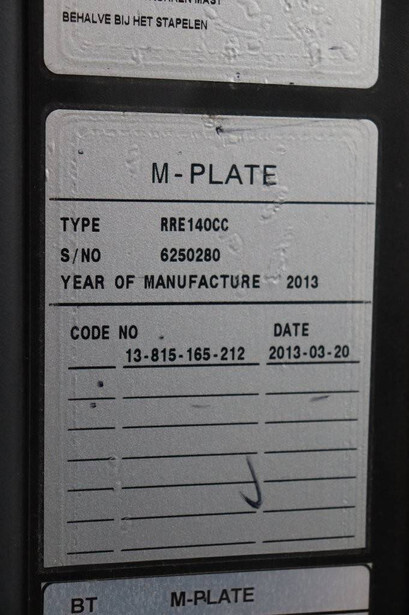 BEHALVE BIJ HET STAPELEN
M-PLATE
TYPE RRE140CC
S/NO 6250280
YEAR OF MANUFACTURE 2013
CODE NO DATE
13-815-165-212 2013-03-20
BT M-PLATE